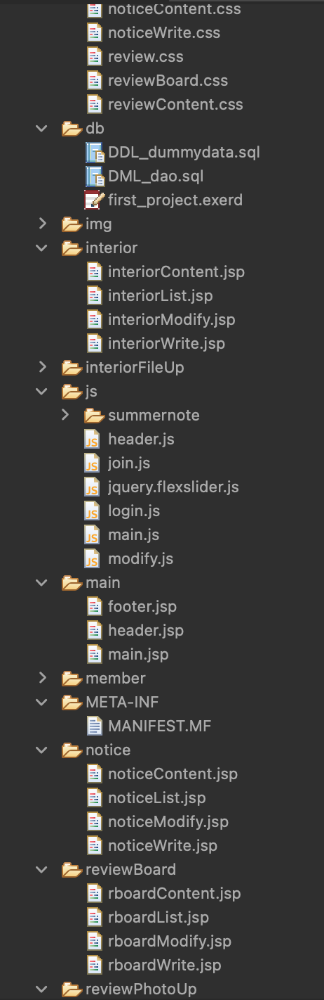 noticeContent.css
noticeWrite.css
review.css
reviewBoard.css
reviewContent.css
db
DDL_dummydata.sql
DML_dao.sql
first_project.exerd
img
interior
interiorContent.jsp
interiorList.jsp
interiorModify.jsp
interiorWrite.jsp
interiorFileUp
js
summernote
header.js
join.js
jquery.flexslider.js
login.js
main.js
modify.js
main
footer.jsp
header.jsp
main.jsp
member
META-INF
MANIFEST.MF
notice
noticeContent.jsp
noticeList.jsp
noticeModify.jsp
noticeWrite.jsp
reviewBoard
rboardContent.jsp
rboardList.jsp
rboardModify.jsp
rboardWrite.jsp
reviewPhotoUp